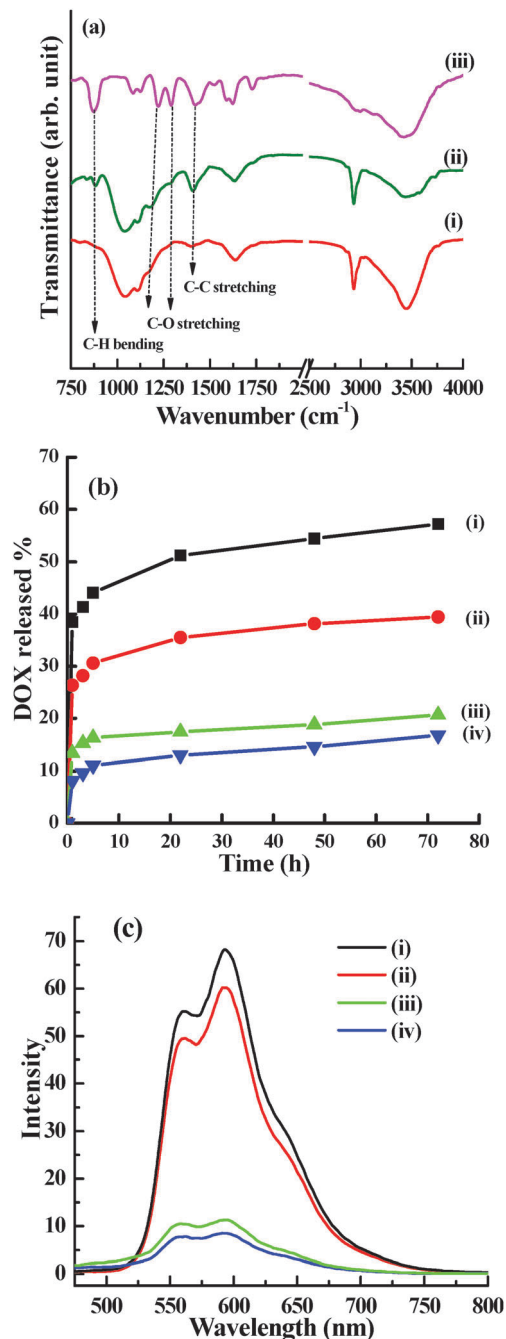 (a)
(iii)
(ii)
(i)
C-C stretching
C-O stretching
C-H bending
Transmittance (arb. unit)
750 1000 1250 1500 1750 2500 3000 3500 4000
Wavenumber (cm⁻¹)
(b)
70
60
50
40
30
20
10
0
(i)
(ii)
(iii)
(iv)
DOX released %
0 10 20 30 40 50 60 70 80
Time (h)
(c)
(i)
(ii)
(iii)
(iv)
70
60
50
40
30
20
10
0
Intensity
500 550 600 650 700 750 800
Wavelength (nm)